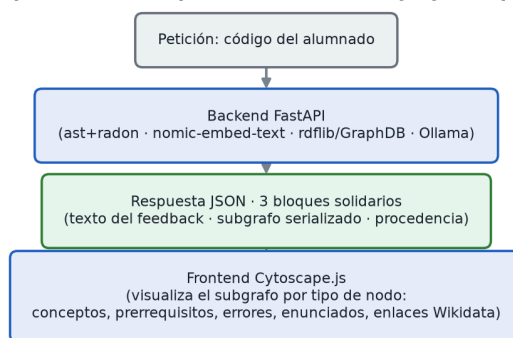 Petición: código del alumnado
Backend FastAPI
(ast+radon · nomic-embed-text · rdflib/GraphDB · Ollama)
Respuesta JSON · 3 bloques solidarios
(texto del feedback · subgrafo serializado · procedencia)
Frontend Cytoscape.js
(visualiza el subgrafo por tipo de nodo:
conceptos, prerrequisitos, errores, enunciados, enlaces Wikidata)